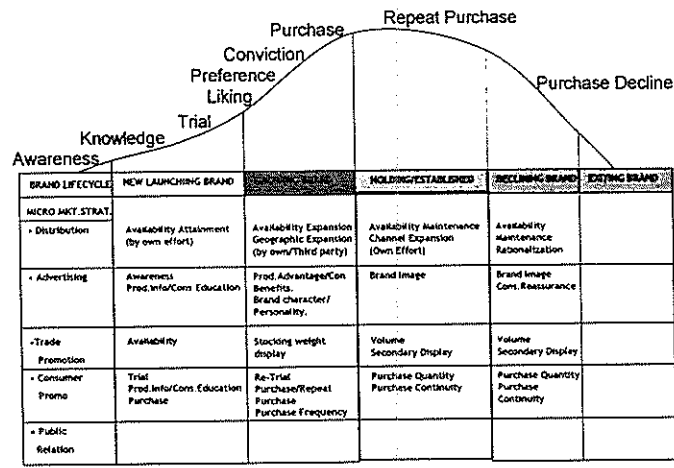 Repeat Purchase
Purchase
Conviction
Preference
Liking
Purchase Decline
Trial
Knowledge
Awareness
BRAND LIFECYCLE NEW LAUNCHING BRAND HOLDING/ESTABLISHED DECLINING BRAND EXITING BRAND
MICRO MKT.STRAT.
• Distribution
Availability Attainment
(by own effort)
Availability Expansion
Geographic Expansion
(by own/Third party)
Availability Maintenance
Channel Expansion
(Own Effort)
Availability
Maintenance
Rationalization
• Advertising
Awareness
Prod.Info/Cons Education
Prod.Advantage/Con
Benefits.
Brand character/
Personality.
Brand Image
Brand Image
Cons.Reassurance
•Trade
Promotion
Availability
Stocking weight
display
Volume
Secondary Display
Volume
Secondary Display
• Consumer
Promo
Trial
Prod.Info/Cons.Education
Purchase
Re-Trial
Purchase/Repeat
Purchase
Purchase Frequency
Purchase Quantity
Purchase Continuity
Purchase Quantity
Purchase
Continuity
• Public
Relation